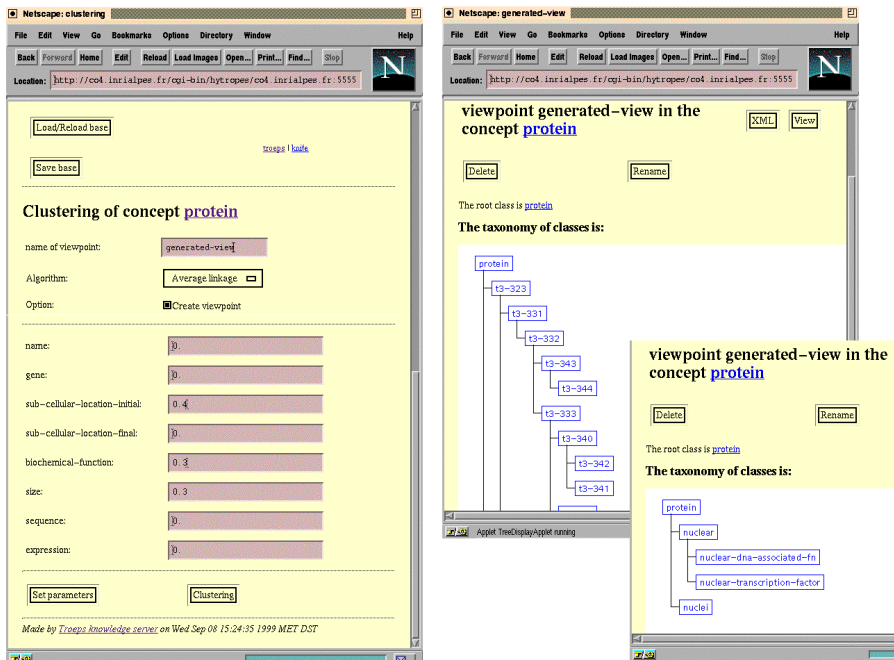 Netscape: clustering
File Edit View Go Bookmarks Options Directory Window Help
Back Forward Home Edit Reload Load Images Open... Print... Find... Stop
N
Location: http://co4.inrialpes.fr/cgi-bin/hytropes/co4.inrialpes.fr:5555
Load/Reload base
troeps | knife
Save base
Clustering of concept protein
name of viewpoint: generated-view
Algorithm: Average linkage
Option: Create viewpoint
name: 0.
gene: 0.
sub-cellular-location-initial: 0.4
sub-cellular-location-final: 0.
biochemical-function: 0.3
size: 0.3
sequence: 0.
expression: 0.
Set parameters Clustering
Made by Troeps knowledge server on Wed Sep 08 15:24:35 1999 MET DST
Netscape: generated-view
File Edit View Go Bookmarks Options Directory Window Help
Back Forward Home Edit Reload Load Images Open... Print... Find... Stop
N
Location: http://co4.inrialpes.fr/cgi-bin/hytropes/co4.inrialpes.fr:5555
viewpoint generated-view in the
concept protein
XML View
Delete Rename
The root class is protein
The taxonomy of classes is:
protein
t3-323
t3-331
t3-332
t3-343
t3-344
t3-333
t3-340
t3-342
t3-341
Applet TreeDisplayApplet running
viewpoint generated-view in the
concept protein
Delete Rename
The root class is protein
The taxonomy of classes is:
protein
nuclear
nuclear-dna-associated-fn
nuclear-transcription-factor
nuclei